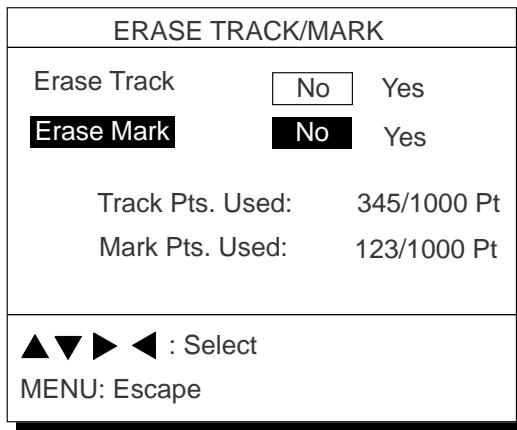 ERASE TRACK/MARK
Erase Track No Yes
Erase Mark No Yes
Track Pts. Used: 345/1000 Pt
Mark Pts. Used: 123/1000 Pt
▲▼▶◀ : Select
MENU: Escape